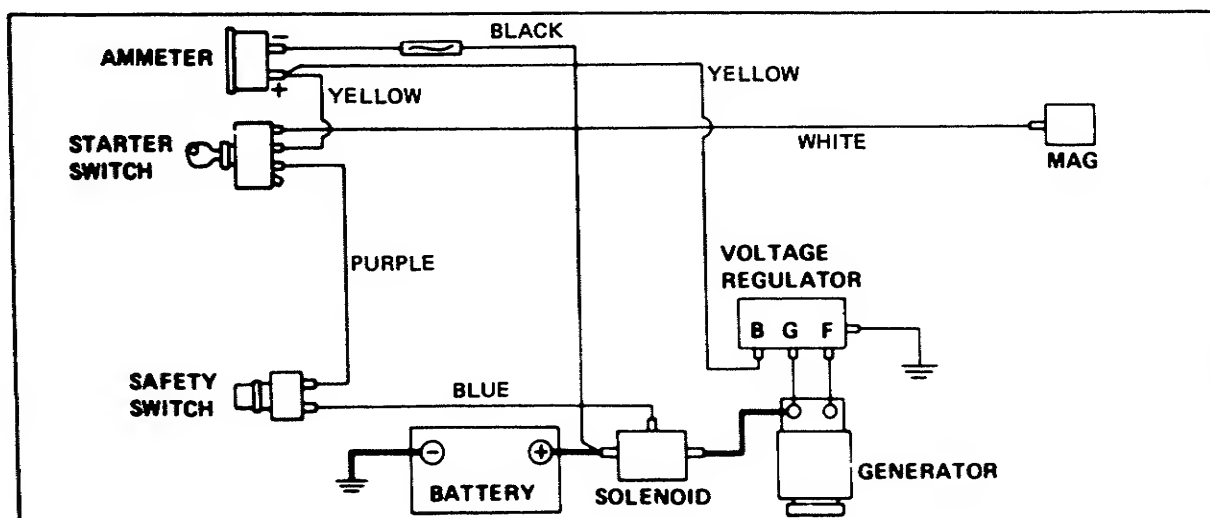 BLACK
AMMETER
−
+
YELLOW
YELLOW
STARTER
SWITCH
WHITE
MAG
PURPLE
VOLTAGE
REGULATOR
B G F
SAFETY
SWITCH
BLUE
− +
BATTERY
SOLENOID
GENERATOR